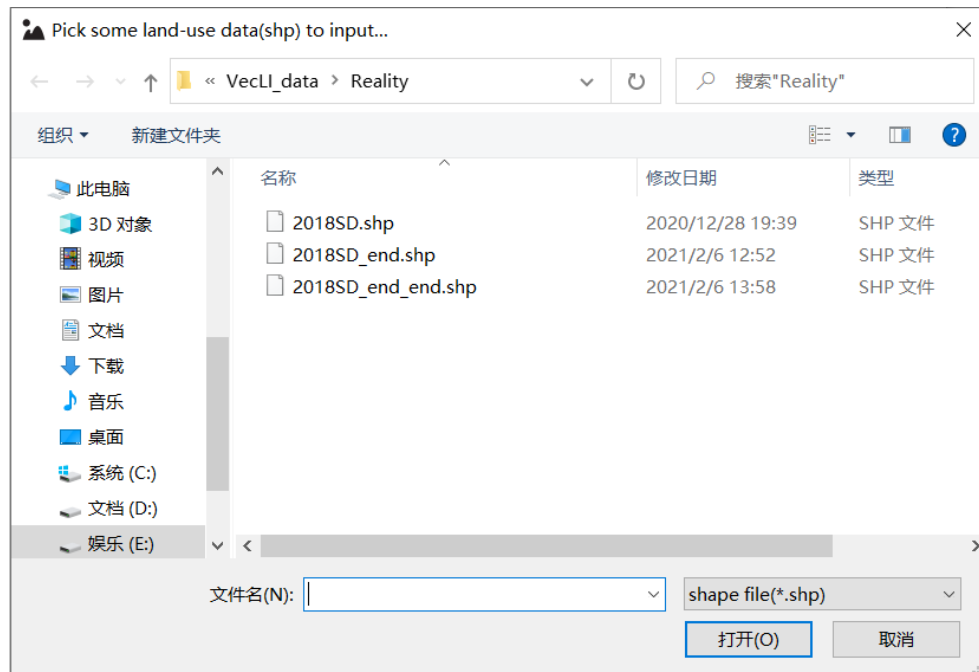 Pick some land-use data(shp) to input...
« VecLI_data › Reality
搜索"Reality"
组织
新建文件夹
名称 修改日期 类型
此电脑
3D 对象
视频
图片
文档
下载
音乐
桌面
系统 (C:)
文档 (D:)
娱乐 (E:)
2018SD.shp 2020/12/28 19:39 SHP 文件
2018SD_end.shp 2021/2/6 12:52 SHP 文件
2018SD_end_end.shp 2021/2/6 13:58 SHP 文件
文件名(N):
shape file(*.shp)
打开(O)
取消